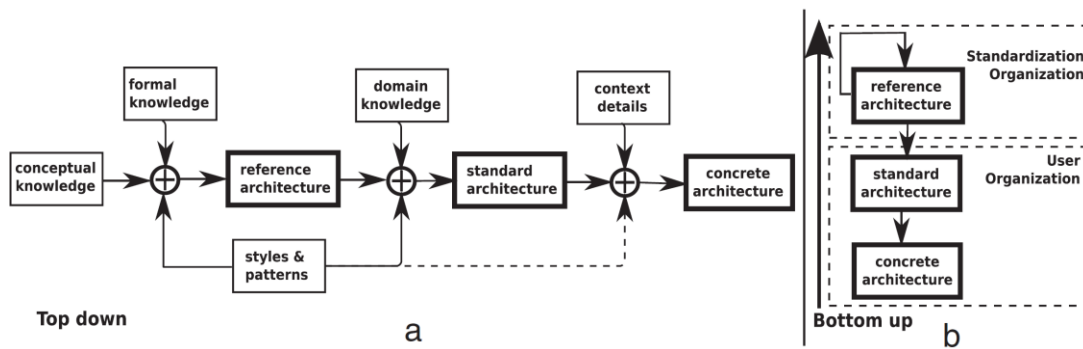 formal
knowledge
domain
knowledge
context
details
conceptual
knowledge
reference
architecture
standard
architecture
concrete
architecture
styles &
patterns
Top down
a
Standardization
Organization
reference
architecture
User
Organization
standard
architecture
concrete
architecture
Bottom up
b